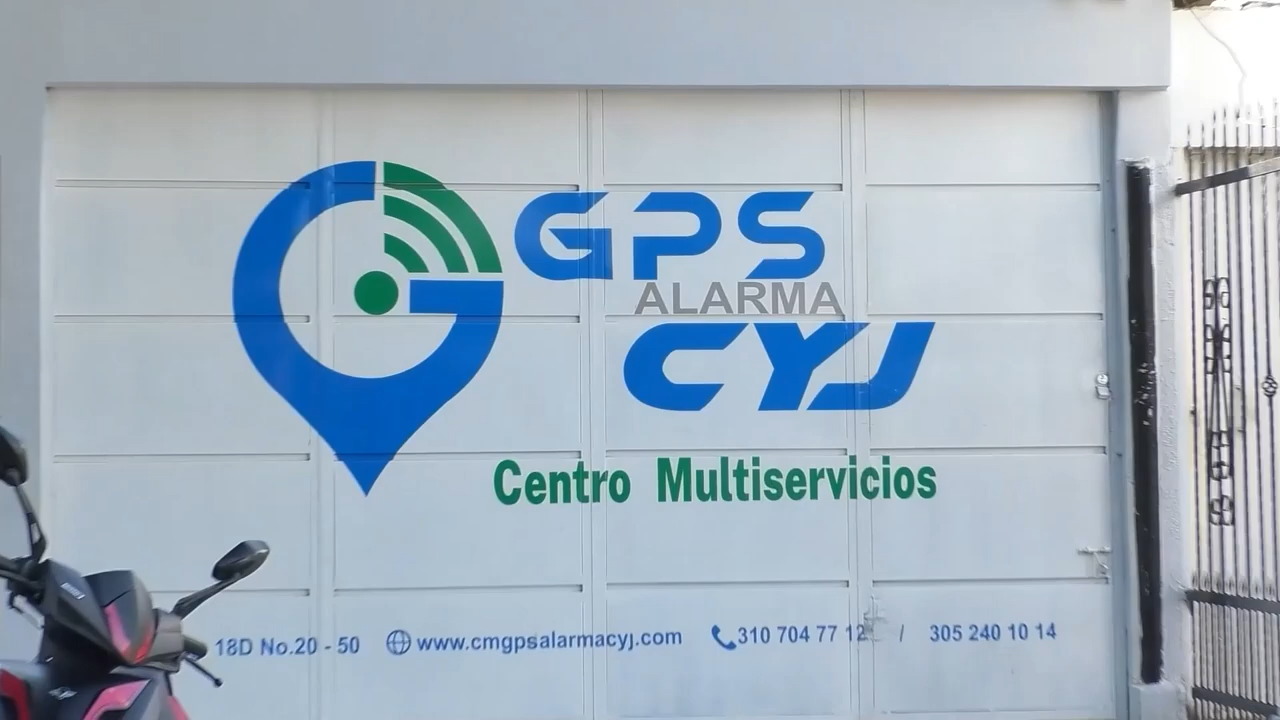 GPS
ALARMA
CYJ
Centro Multiservicios
18D No.20 - 50 www.cmgpsalarmacyj.com 310 704 77 12 / 305 240 10 14